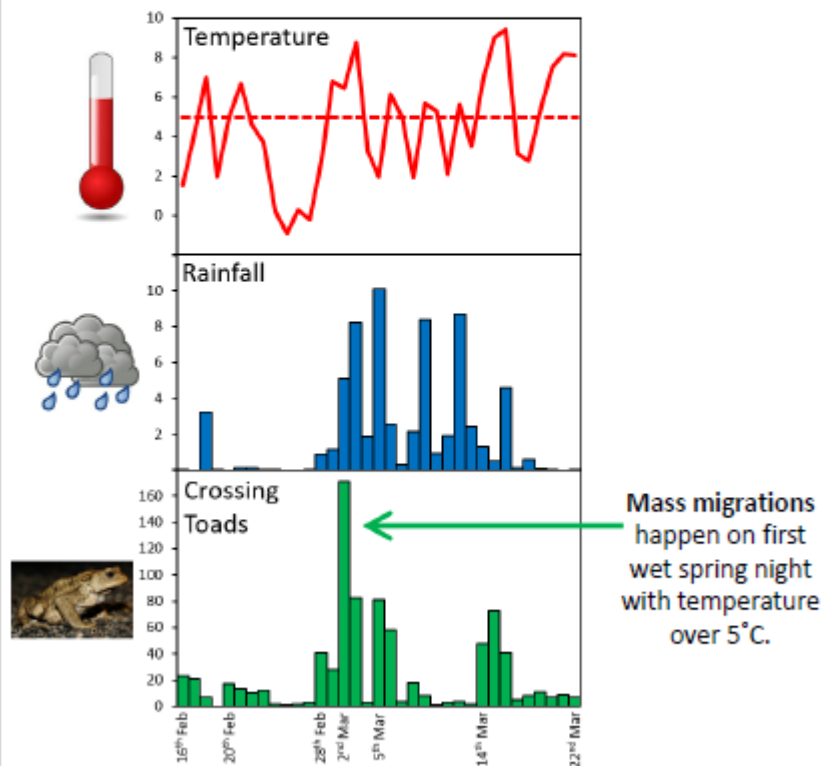 Temperature
10
8
6
4
2
0
Rainfall
10
8
6
4
2
Crossing
Toads
160
140
120
100
80
60
40
20
0
16th Feb
20th Feb
28th Feb
2nd Mar
5th Mar
14th Mar
22nd Mar
Mass migrations
happen on first
wet spring night
with temperature
over 5˚C.